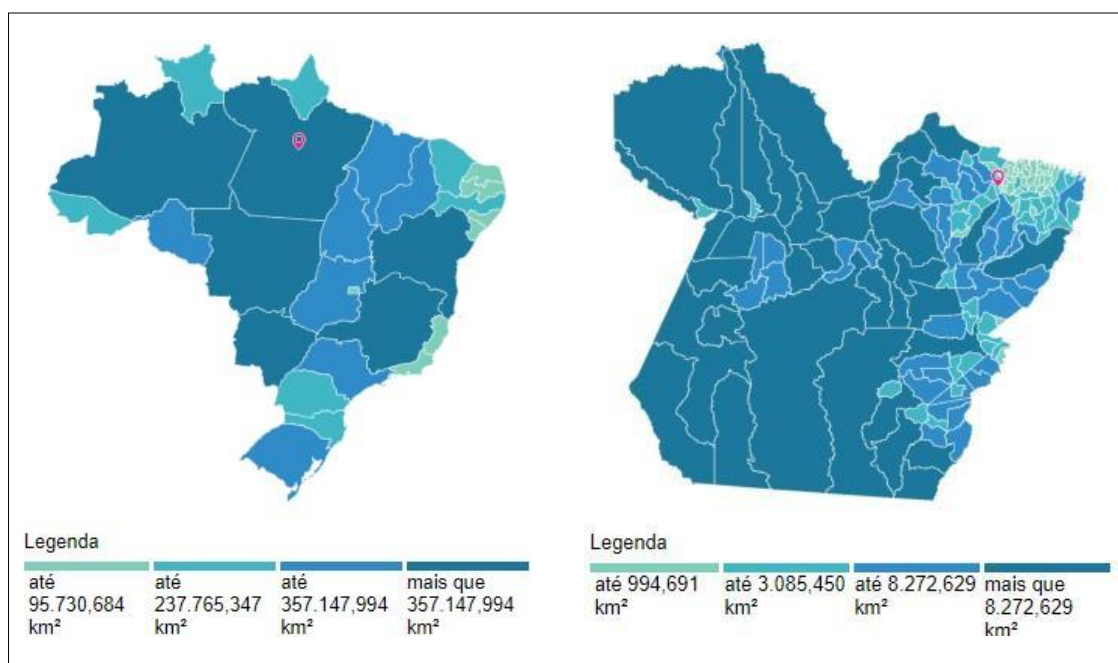 Legenda
até
95.730,684
km²
até
237.765,347
km²
até
357.147,994
km²
mais que
357.147,994
km²
Legenda
até 994,691
km²
até 3.085,450
km²
até 8.272,629
km²
mais que
8.272,629
km²